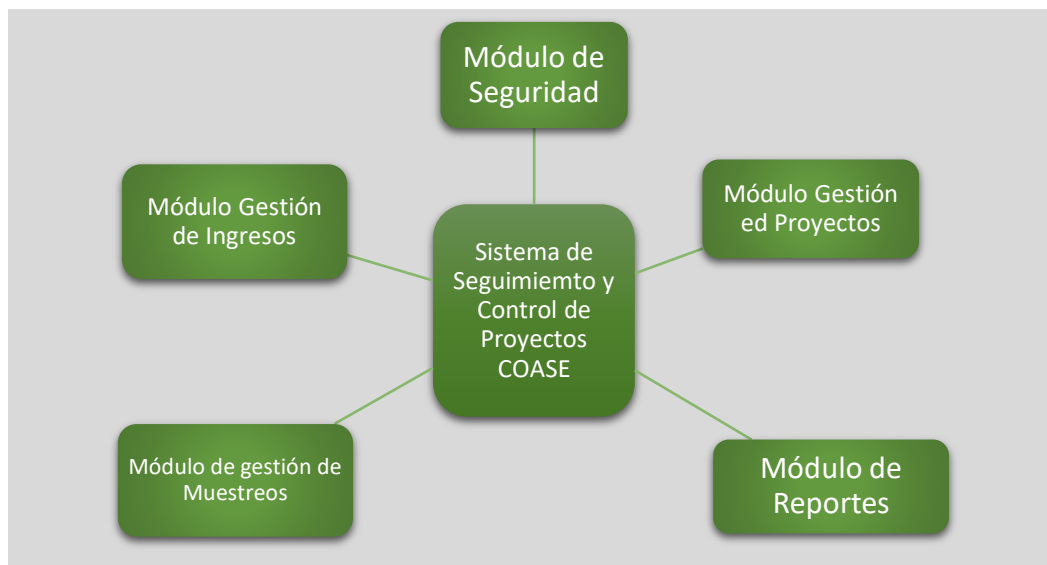 Módulo de
Seguridad
Módulo Gestión
de Ingresos
Módulo Gestión
ed Proyectos
Sistema de
Seguimiemto y
Control de
Proyectos
COASE
Módulo de gestión de
Muestreos
Módulo de
Reportes